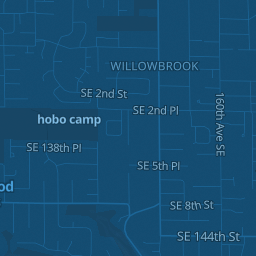 WILLOWBROOK
SE 2nd St
SE 2nd Pl
160th Ave SE
hobo camp
SE 138th Pl
SE 5th Pl
od
SE 8th St
SE 144th St